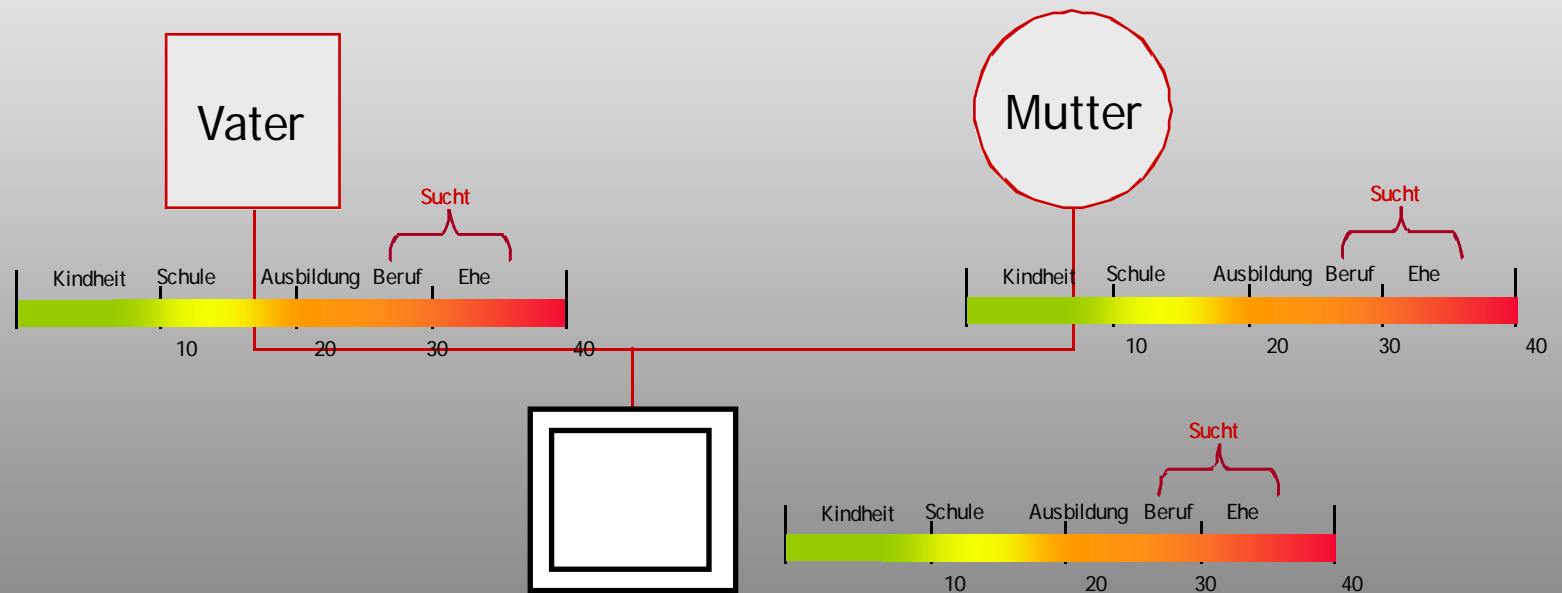 Vater
Mutter
Sucht
Kindheit Schule Ausbildung Beruf Ehe
10 20 30 40
Sucht
Kindheit Schule Ausbildung Beruf Ehe
10 20 30 40
Sucht
Kindheit Schule Ausbildung Beruf Ehe
10 20 30 40